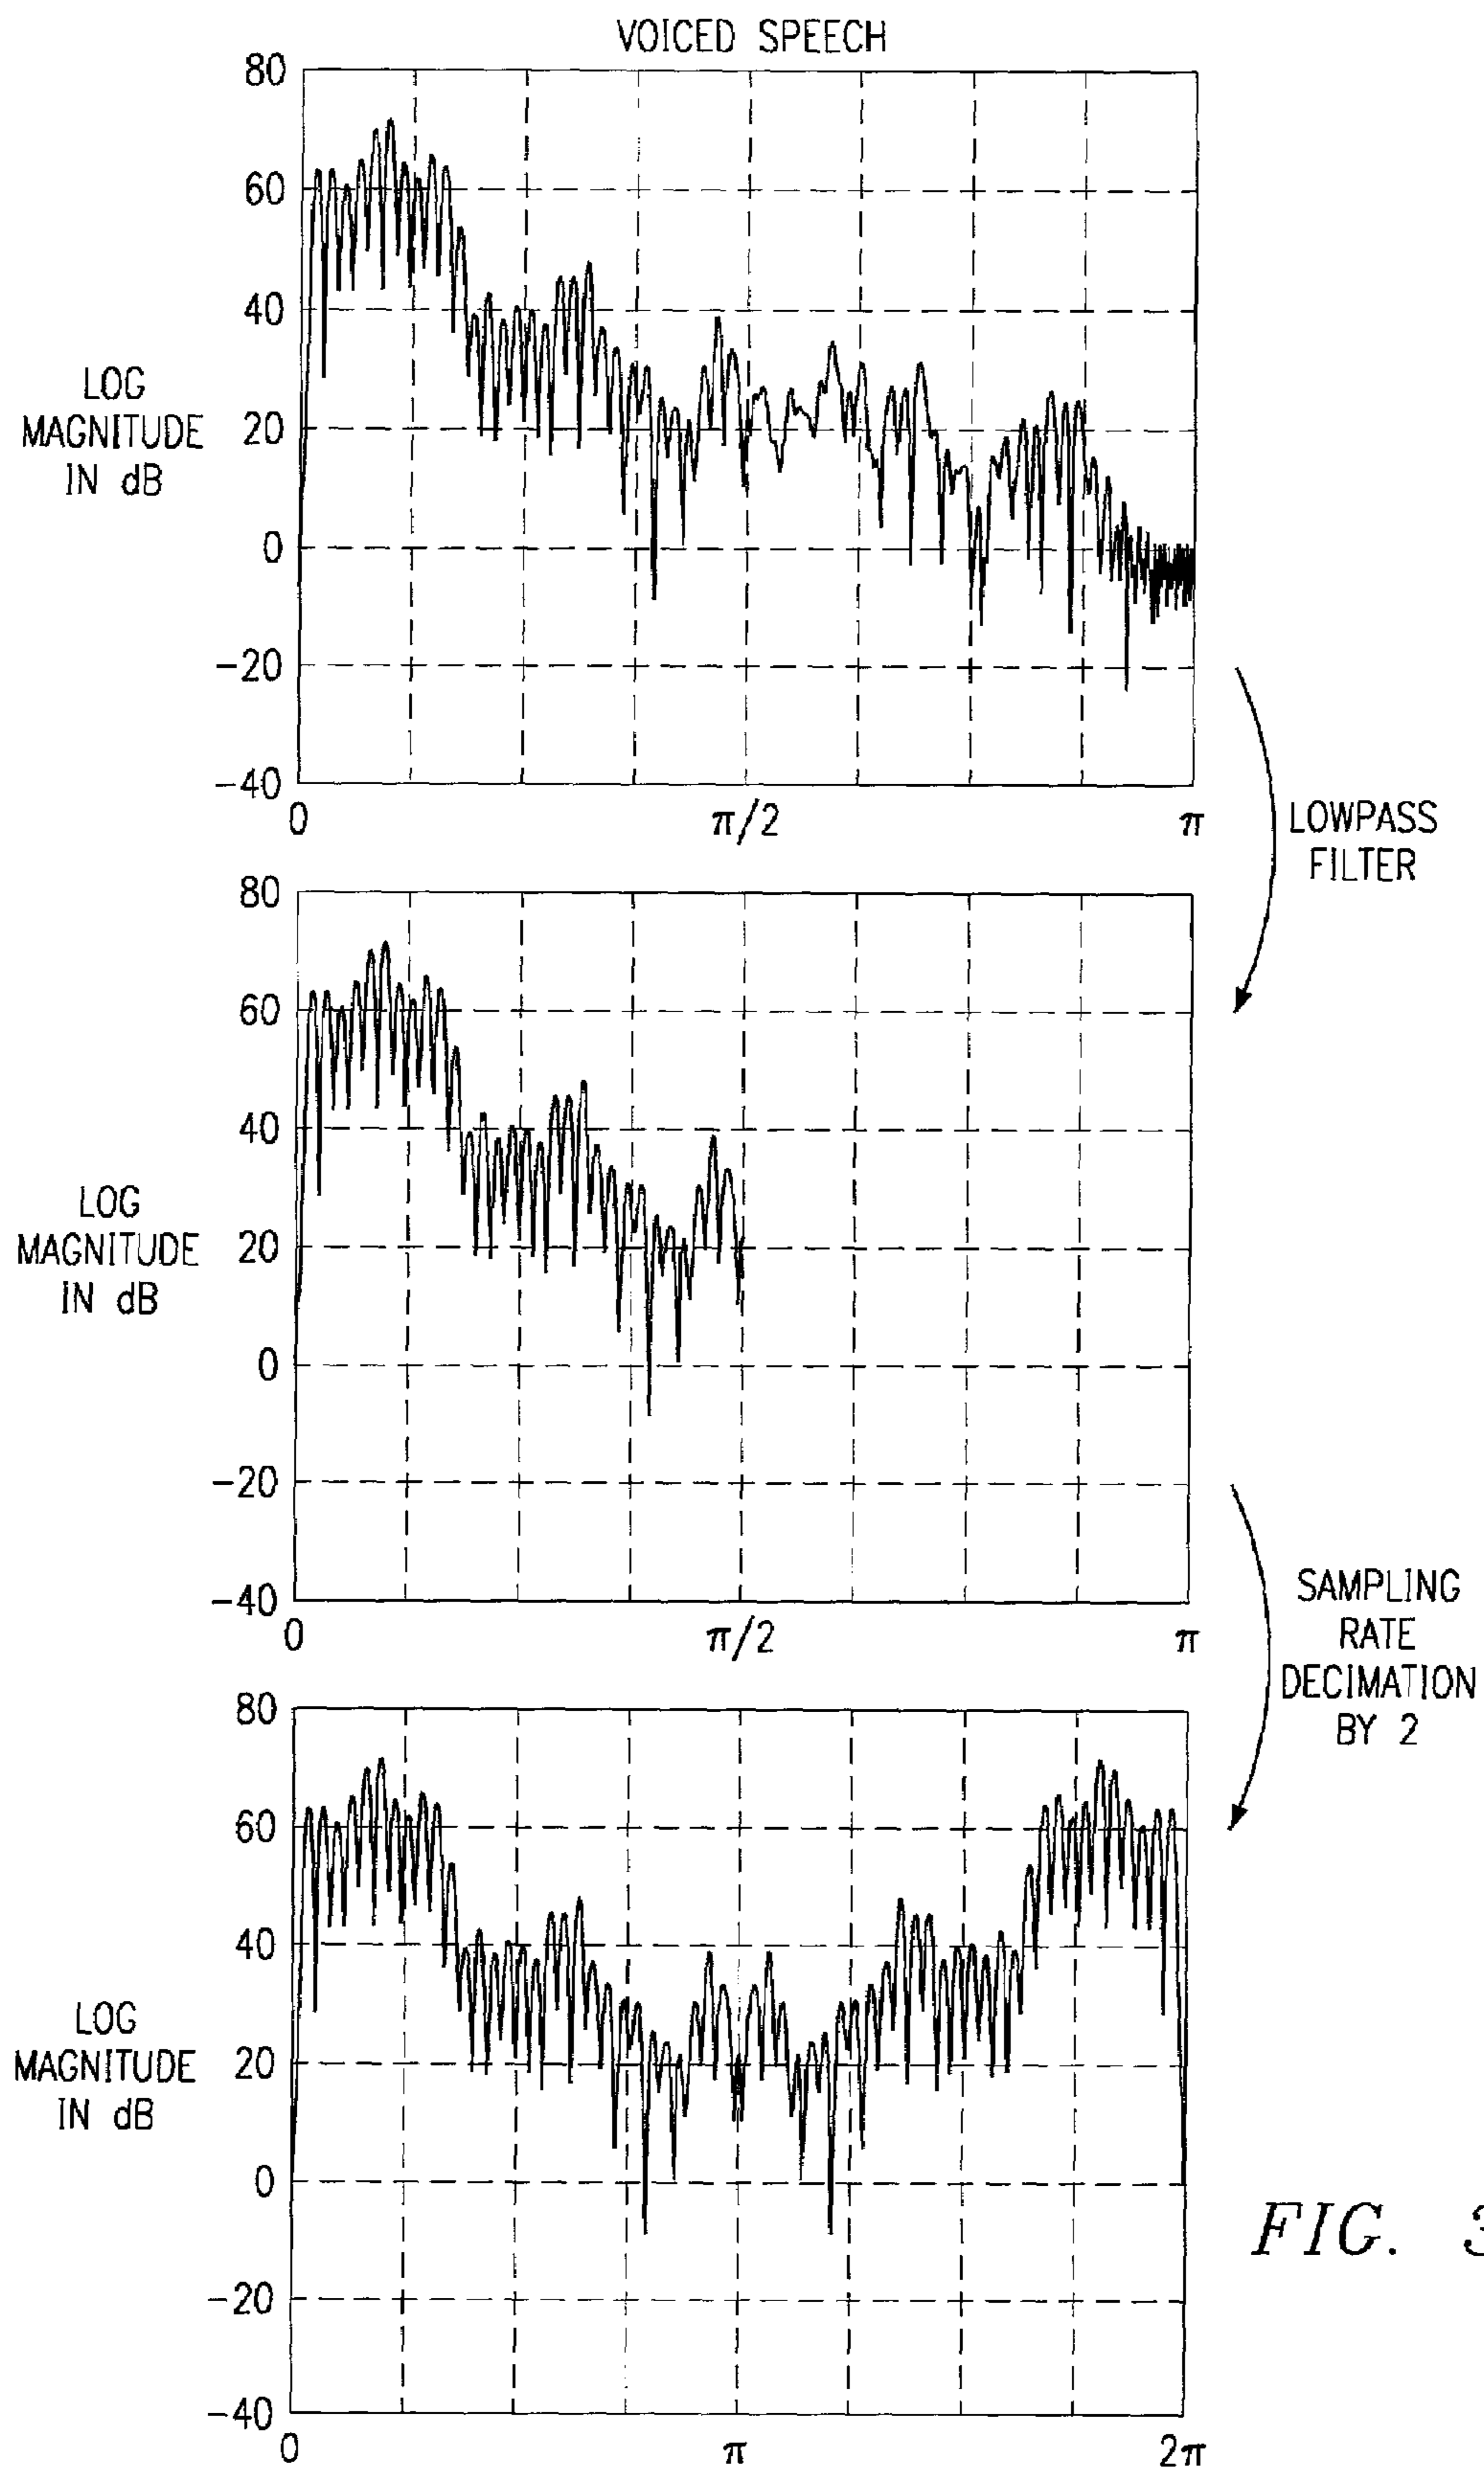 VOICED SPEECH
80
60
40
20
0
-20
-40
LOG
MAGNITUDE
IN dB
0
π/2
π
LOWPASS
FILTER
80
60
40
20
0
-20
-40
LOG
MAGNITUDE
IN dB
0
π/2
π
SAMPLING
RATE
DECIMATION
BY 2
80
60
40
20
0
-20
-40
LOG
MAGNITUDE
IN dB
0
π
2π
FIG. 3